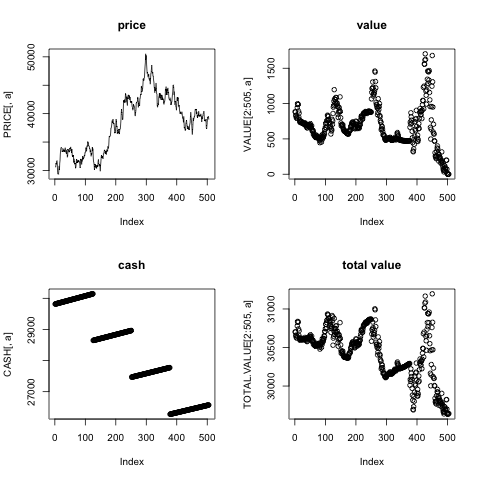 price
PRICE[, a]
30000 40000 50000
0 100 200 300 400 500
Index
value
VALUE[2:505, a]
0 500 1000 1500
0 100 200 300 400 500
Index
cash
CASH[, a]
27000 29000
0 100 200 300 400 500
Index
total value
TOTAL.VALUE[2:505, a]
30000 30500 31000
0 100 200 300 400 500
Index